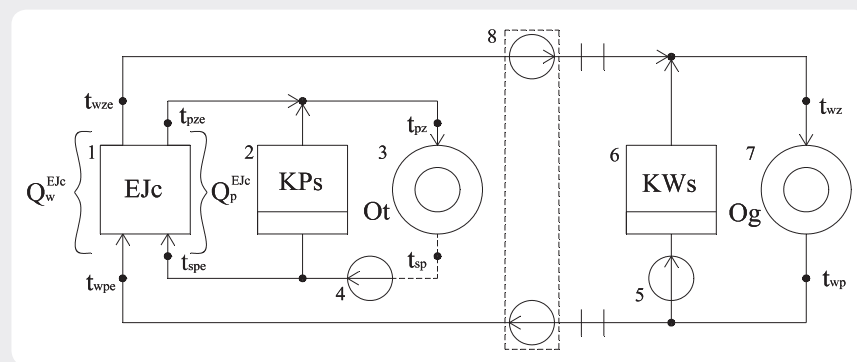 8
t_wze
t_pze
t_pz
t_wz
1
2
3
6
7
Q_w^EJc
EJc
Q_p^EJc
KPs
KWs
Ot
Og
t_spe
t_sp
t_wpe
4
5
t_wp